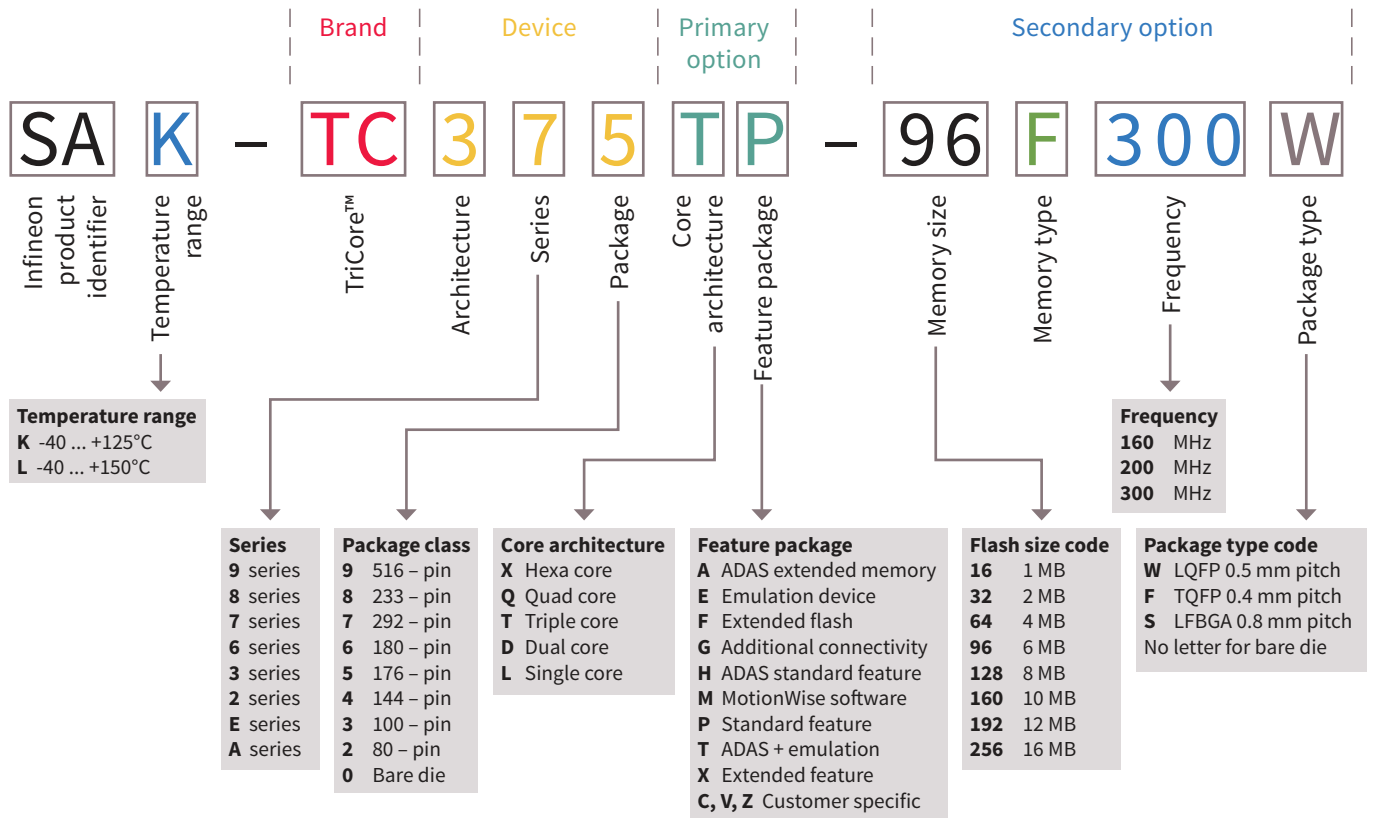 Brand
Device
Primary
option
Secondary option
SA K – TC 3 7 5 T P – 96 F 300 W
Infineon
product
identifier
Temperature
range
TriCore™
Architecture
Series
Package
Core
architecture
Feature package
Memory size
Memory type
Frequency
Package type
Temperature range
K -40 ... +125°C
L -40 ... +150°C
Frequency
160 MHz
200 MHz
300 MHz
Series
9 series
8 series
7 series
6 series
3 series
2 series
E series
A series
Package class
9 516 – pin
8 233 – pin
7 292 – pin
6 180 – pin
5 176 – pin
4 144 – pin
3 100 – pin
2 80 – pin
0 Bare die
Core architecture
X Hexa core
Q Quad core
T Triple core
D Dual core
L Single core
Feature package
A ADAS extended memory
E Emulation device
F Extended flash
G Additional connectivity
H ADAS standard feature
M MotionWise software
P Standard feature
T ADAS + emulation
X Extended feature
C, V, Z Customer specific
Flash size code
16 1 MB
32 2 MB
64 4 MB
96 6 MB
128 8 MB
160 10 MB
192 12 MB
256 16 MB
Package type code
W LQFP 0.5 mm pitch
F TQFP 0.4 mm pitch
S LFBGA 0.8 mm pitch
No letter for bare die